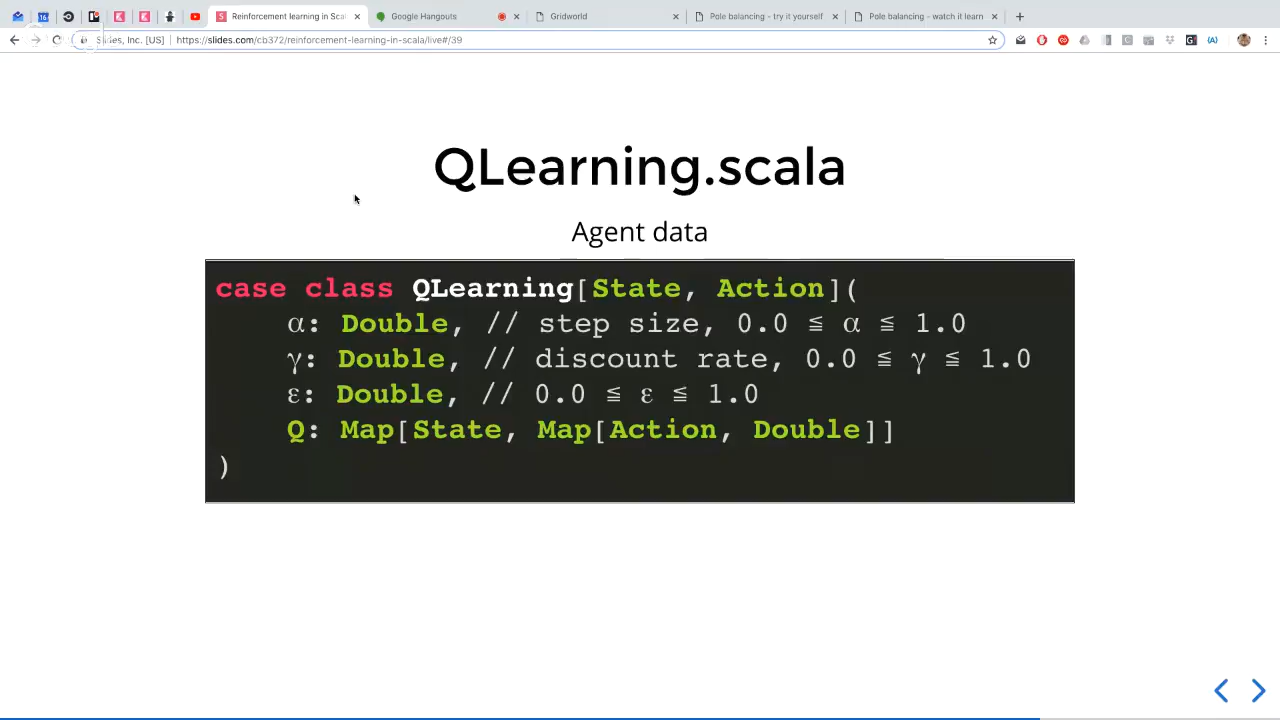 Reinforcement learning in Scal
Google Hangouts
Gridworld
Pole balancing - try it yourself
Pole balancing - watch it learn
Slides, Inc. [US] | https://slides.com/cb372/reinforcement-learning-in-scala/live#/39
QLearning.scala
Agent data
case class QLearning[State, Action](
α: Double, // step size, 0.0 ≦ α ≦ 1.0
γ: Double, // discount rate, 0.0 ≦ γ ≦ 1.0
ε: Double, // 0.0 ≦ ε ≦ 1.0
Q: Map[State, Map[Action, Double]]
)